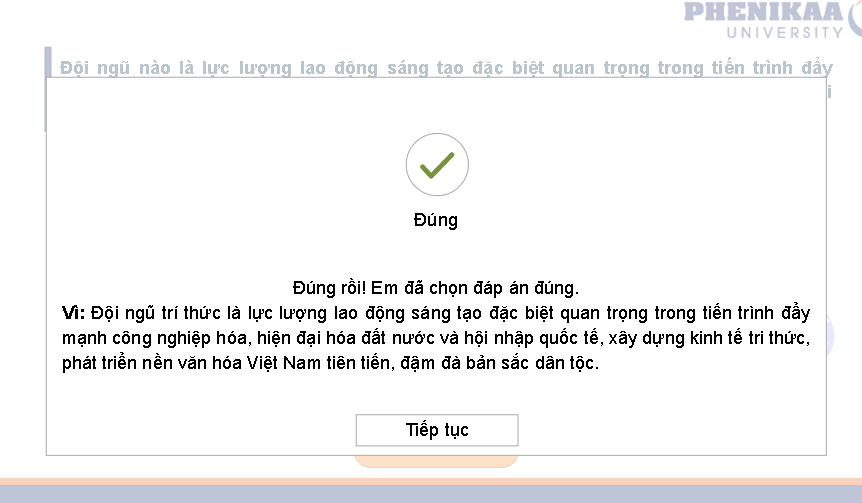 PHENIKAA
UNIVERSITY
Đội ngũ nào là lực lượng lao động sáng tạo đặc biệt quan trọng trong tiến trình đẩy
Đúng
Đúng rồi! Em đã chọn đáp án đúng.
Vì: Đội ngũ trí thức là lực lượng lao động sáng tạo đặc biệt quan trọng trong tiến trình đẩy
mạnh công nghiệp hóa, hiện đại hóa đất nước và hội nhập quốc tế, xây dựng kinh tế tri thức,
phát triển nền văn hóa Việt Nam tiên tiến, đậm đà bản sắc dân tộc.
Tiếp tục